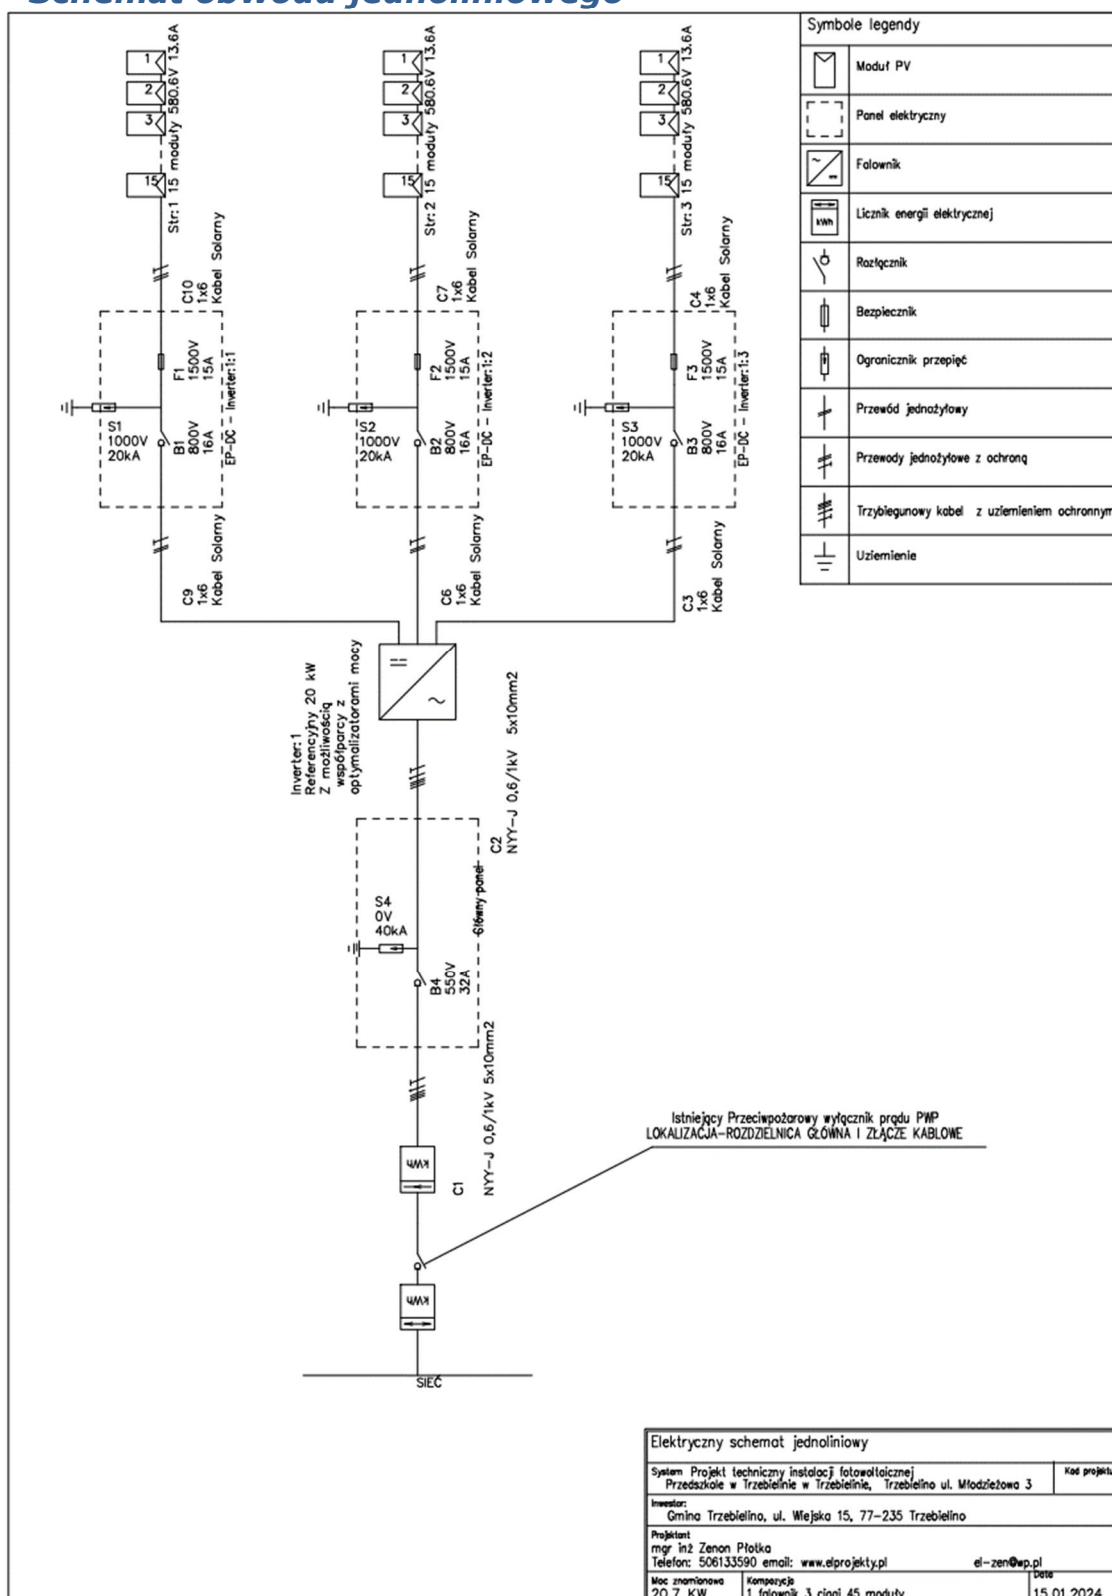 Schemat obwodu jednoliniowego
1
2
3
15
Str:1 15 moduły 580.6V 13.6A
1
2
3
15
Str:2 15 moduły 580.6V 13.6A
1
2
3
15
Str:3 15 moduły 580.6V 13.6A
C10
1x6
Kabel Solarny
C7
1x6
Kabel Solarny
C4
1x6
Kabel Solarny
F1
1500V
15A
S1
1000V
20kA
B1
800V
16A
EP-DC - Inverter:1:1
F2
1500V
15A
S2
1000V
20kA
B2
800V
16A
EP-DC - Inverter:1:2
F3
1500V
15A
S3
1000V
20kA
B3
800V
16A
EP-DC - Inverter:1:3
C9
1x6
Kabel Solarny
C6
1x6
Kabel Solarny
C3
1x6
Kabel Solarny
Inverter:1
Referencyjny 20 kW
Z możliwością
współparcy z
optymalizatorami mocy
C2
NYY-J 0,6/1kV 5x10mm2
Główny panel
S4
0V
40kA
B4
550V
32A
C1
NYY-J 0,6/1kV 5x10mm2
kWh
kWh
SIEĆ
Istniejący Przeciwpożarowy wyłącznik prądu PWP
LOKALIZACJA-ROZDZIELNICA GŁÓWNA I ZŁĄCZE KABLOWE
Symbole legendy
Moduł PV
Panel elektryczny
Falownik
kWh
Licznik energii elektrycznej
Rozłącznik
Bezpiecznik
Ogranicznik przepięć
Przewód jednożyłowy
Przewody jednożyłowe z ochroną
Trzybiegunowy kabel z uziemieniem ochronnym
Uziemienie
Elektryczny schemat jednoliniowy
System Projekt techniczny instalacji fotowoltaicznej
Kod projektu
Przedszkole w Trzebielinie w Trzebielinie, Trzebielino ul. Młodzieżowa 3
Inwestor:
Gmina Trzebielino, ul. Wiejska 15, 77-235 Trzebielino
Projektant
mgr inż Zenon Płotka
Telefon: 506133590 email: www.elprojekty.pl el-zen@wp.pl
Moc znamionowa
20.7 KW
Kompozycja
1 falownik 3 ciągi 45 moduły
Data
15.01.2024